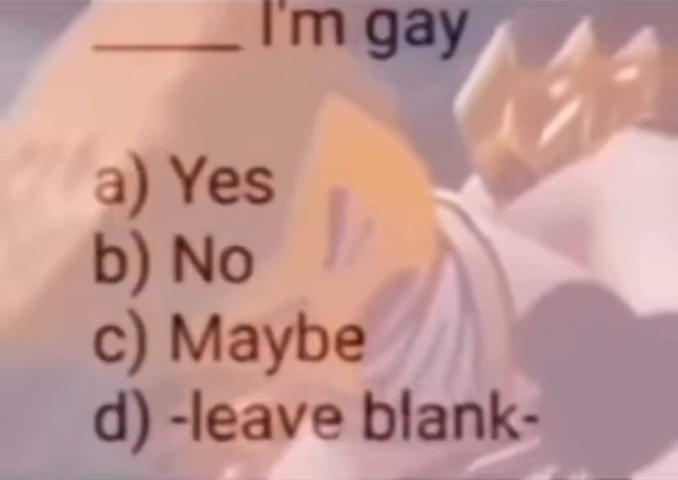 _____ I'm gay
a) Yes
b) No
c) Maybe
d) -leave blank-